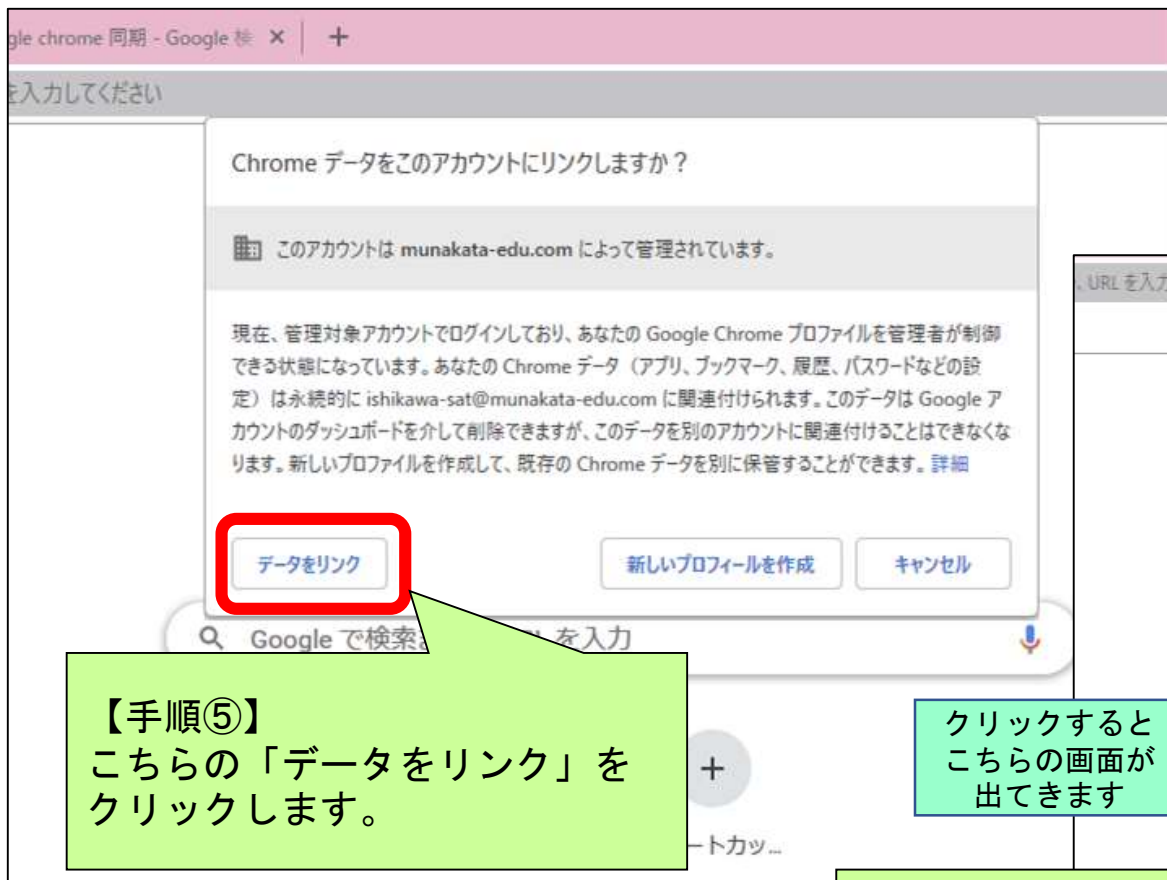 gle chrome 同期 - Google 検
を入力してください
Chrome データをこのアカウントにリンクしますか？
このアカウントは munakata-edu.com によって管理されています。
現在、管理対象アカウントでログインしており、あなたの Google Chrome プロファイルを管理者が制御
できる状態になっています。あなたの Chrome データ（アプリ、ブックマーク、履歴、パスワードなどの設
定）は永続的に ishikawa-sat@munakata-edu.com に関連付けられます。このデータは Google ア
カウントのダッシュボードを介して削除できますが、このデータを別のアカウントに関連付けることはできなくな
ります。新しいプロファイルを作成して、既存の Chrome データを別に保管することができます。詳細
データをリンク
新しいプロフィールを作成
キャンセル
Google で検索
を入力
、URL を入力
【手順⑤】
こちらの「データをリンク」を
クリックします。
ートカッ...
クリックすると
こちらの画面が
出てきます